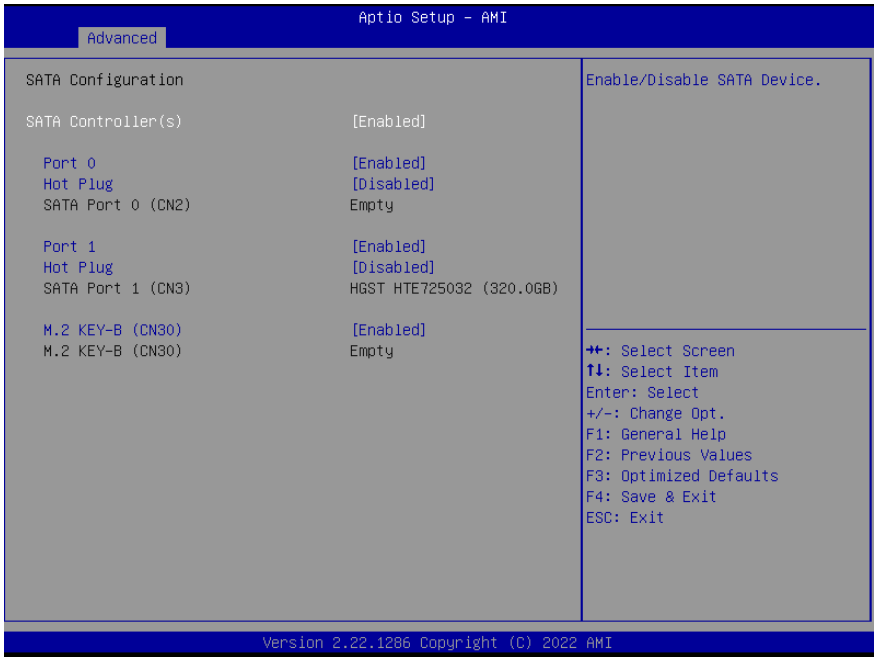 Aptio Setup – AMI
Advanced
SATA Configuration
SATA Controller(s) [Enabled]
Port 0 [Enabled]
Hot Plug [Disabled]
SATA Port 0 (CN2) Empty
Port 1 [Enabled]
Hot Plug [Disabled]
SATA Port 1 (CN3) HGST HTE725032 (320.0GB)
M.2 KEY-B (CN30) [Enabled]
M.2 KEY-B (CN30) Empty
Enable/Disable SATA Device.
→←: Select Screen
↑↓: Select Item
Enter: Select
+/-: Change Opt.
F1: General Help
F2: Previous Values
F3: Optimized Defaults
F4: Save & Exit
ESC: Exit
Version 2.22.1286 Copyright (C) 2022 AMI